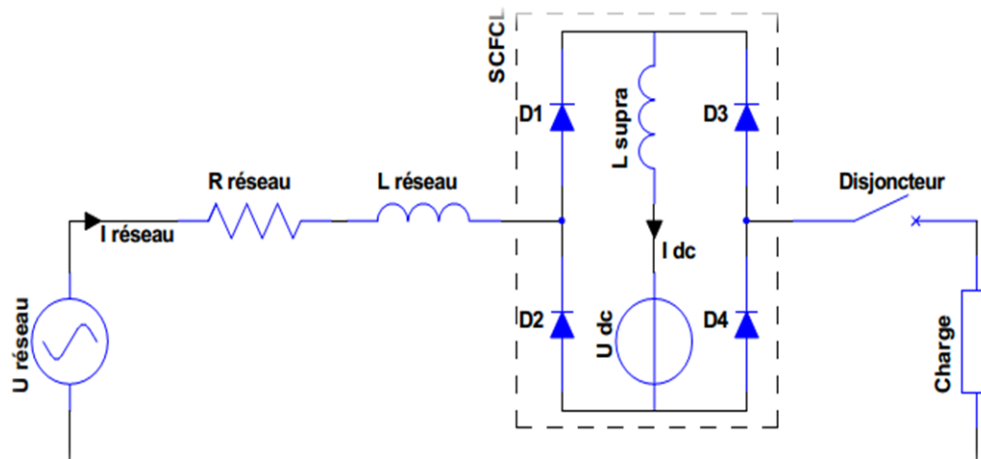 SCFCL
D1
L supra
D3
R réseau
L réseau
Disjoncteur
I réseau
I dc
U réseau
D2
U dc
D4
Charge